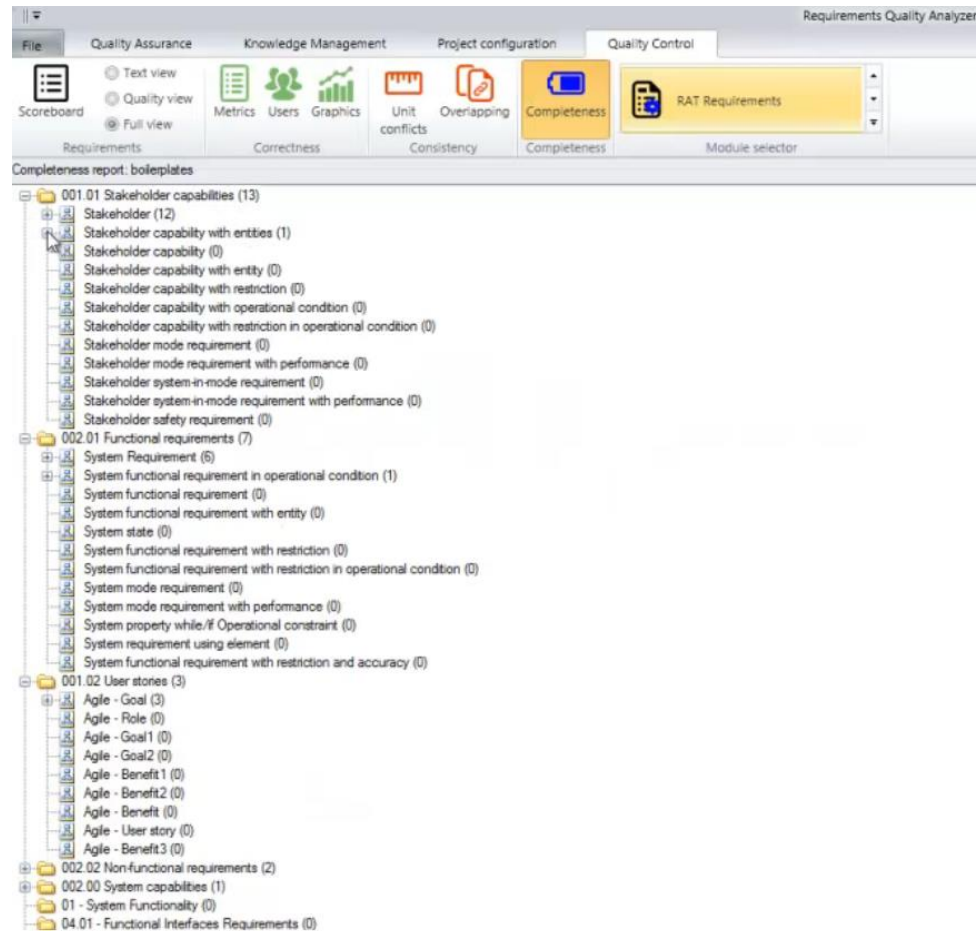 Requirements Quality Analyzer
File Quality Assurance Knowledge Management Project configuration Quality Control
Scoreboard
Text view
Quality view
Full view
Requirements
Metrics Users Graphics
Correctness
Unit conflicts Overlapping
Consistency
Completeness
Completeness
RAT Requirements
Module selector
Completeness report: boilerplates
001.01 Stakeholder capabilities (13)
Stakeholder (12)
Stakeholder capability with entities (1)
Stakeholder capability (0)
Stakeholder capability with entity (0)
Stakeholder capability with restriction (0)
Stakeholder capability with operational condition (0)
Stakeholder capability with restriction in operational condition (0)
Stakeholder mode requirement (0)
Stakeholder mode requirement with performance (0)
Stakeholder system-in-mode requirement (0)
Stakeholder system-in-mode requirement with performance (0)
Stakeholder safety requirement (0)
002.01 Functional requirements (7)
System Requirement (6)
System functional requirement in operational condition (1)
System functional requirement (0)
System functional requirement with entity (0)
System state (0)
System functional requirement with restriction (0)
System functional requirement with restriction in operational condition (0)
System mode requirement (0)
System mode requirement with performance (0)
System property while/if Operational constraint (0)
System requirement using element (0)
System functional requirement with restriction and accuracy (0)
001.02 User stories (3)
Agile - Goal (3)
Agile - Role (0)
Agile - Goal1 (0)
Agile - Goal2 (0)
Agile - Benefit1 (0)
Agile - Benefit2 (0)
Agile - Benefit (0)
Agile - User story (0)
Agile - Benefit3 (0)
002.02 Non-functional requirements (2)
002.00 System capabilities (1)
01 - System Functionality (0)
04.01 - Functional Interfaces Requirements (0)